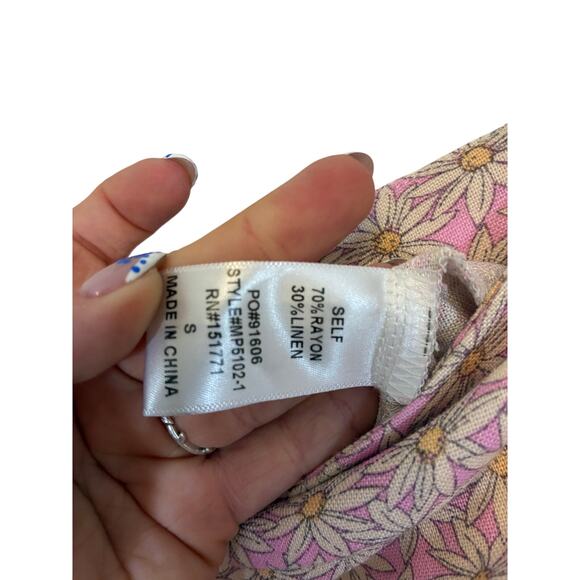 SELF
70%RAYON
30%LINEN
PO#91606
STYLE#MP5102-1
RN#151771
S
MADE IN CHINA